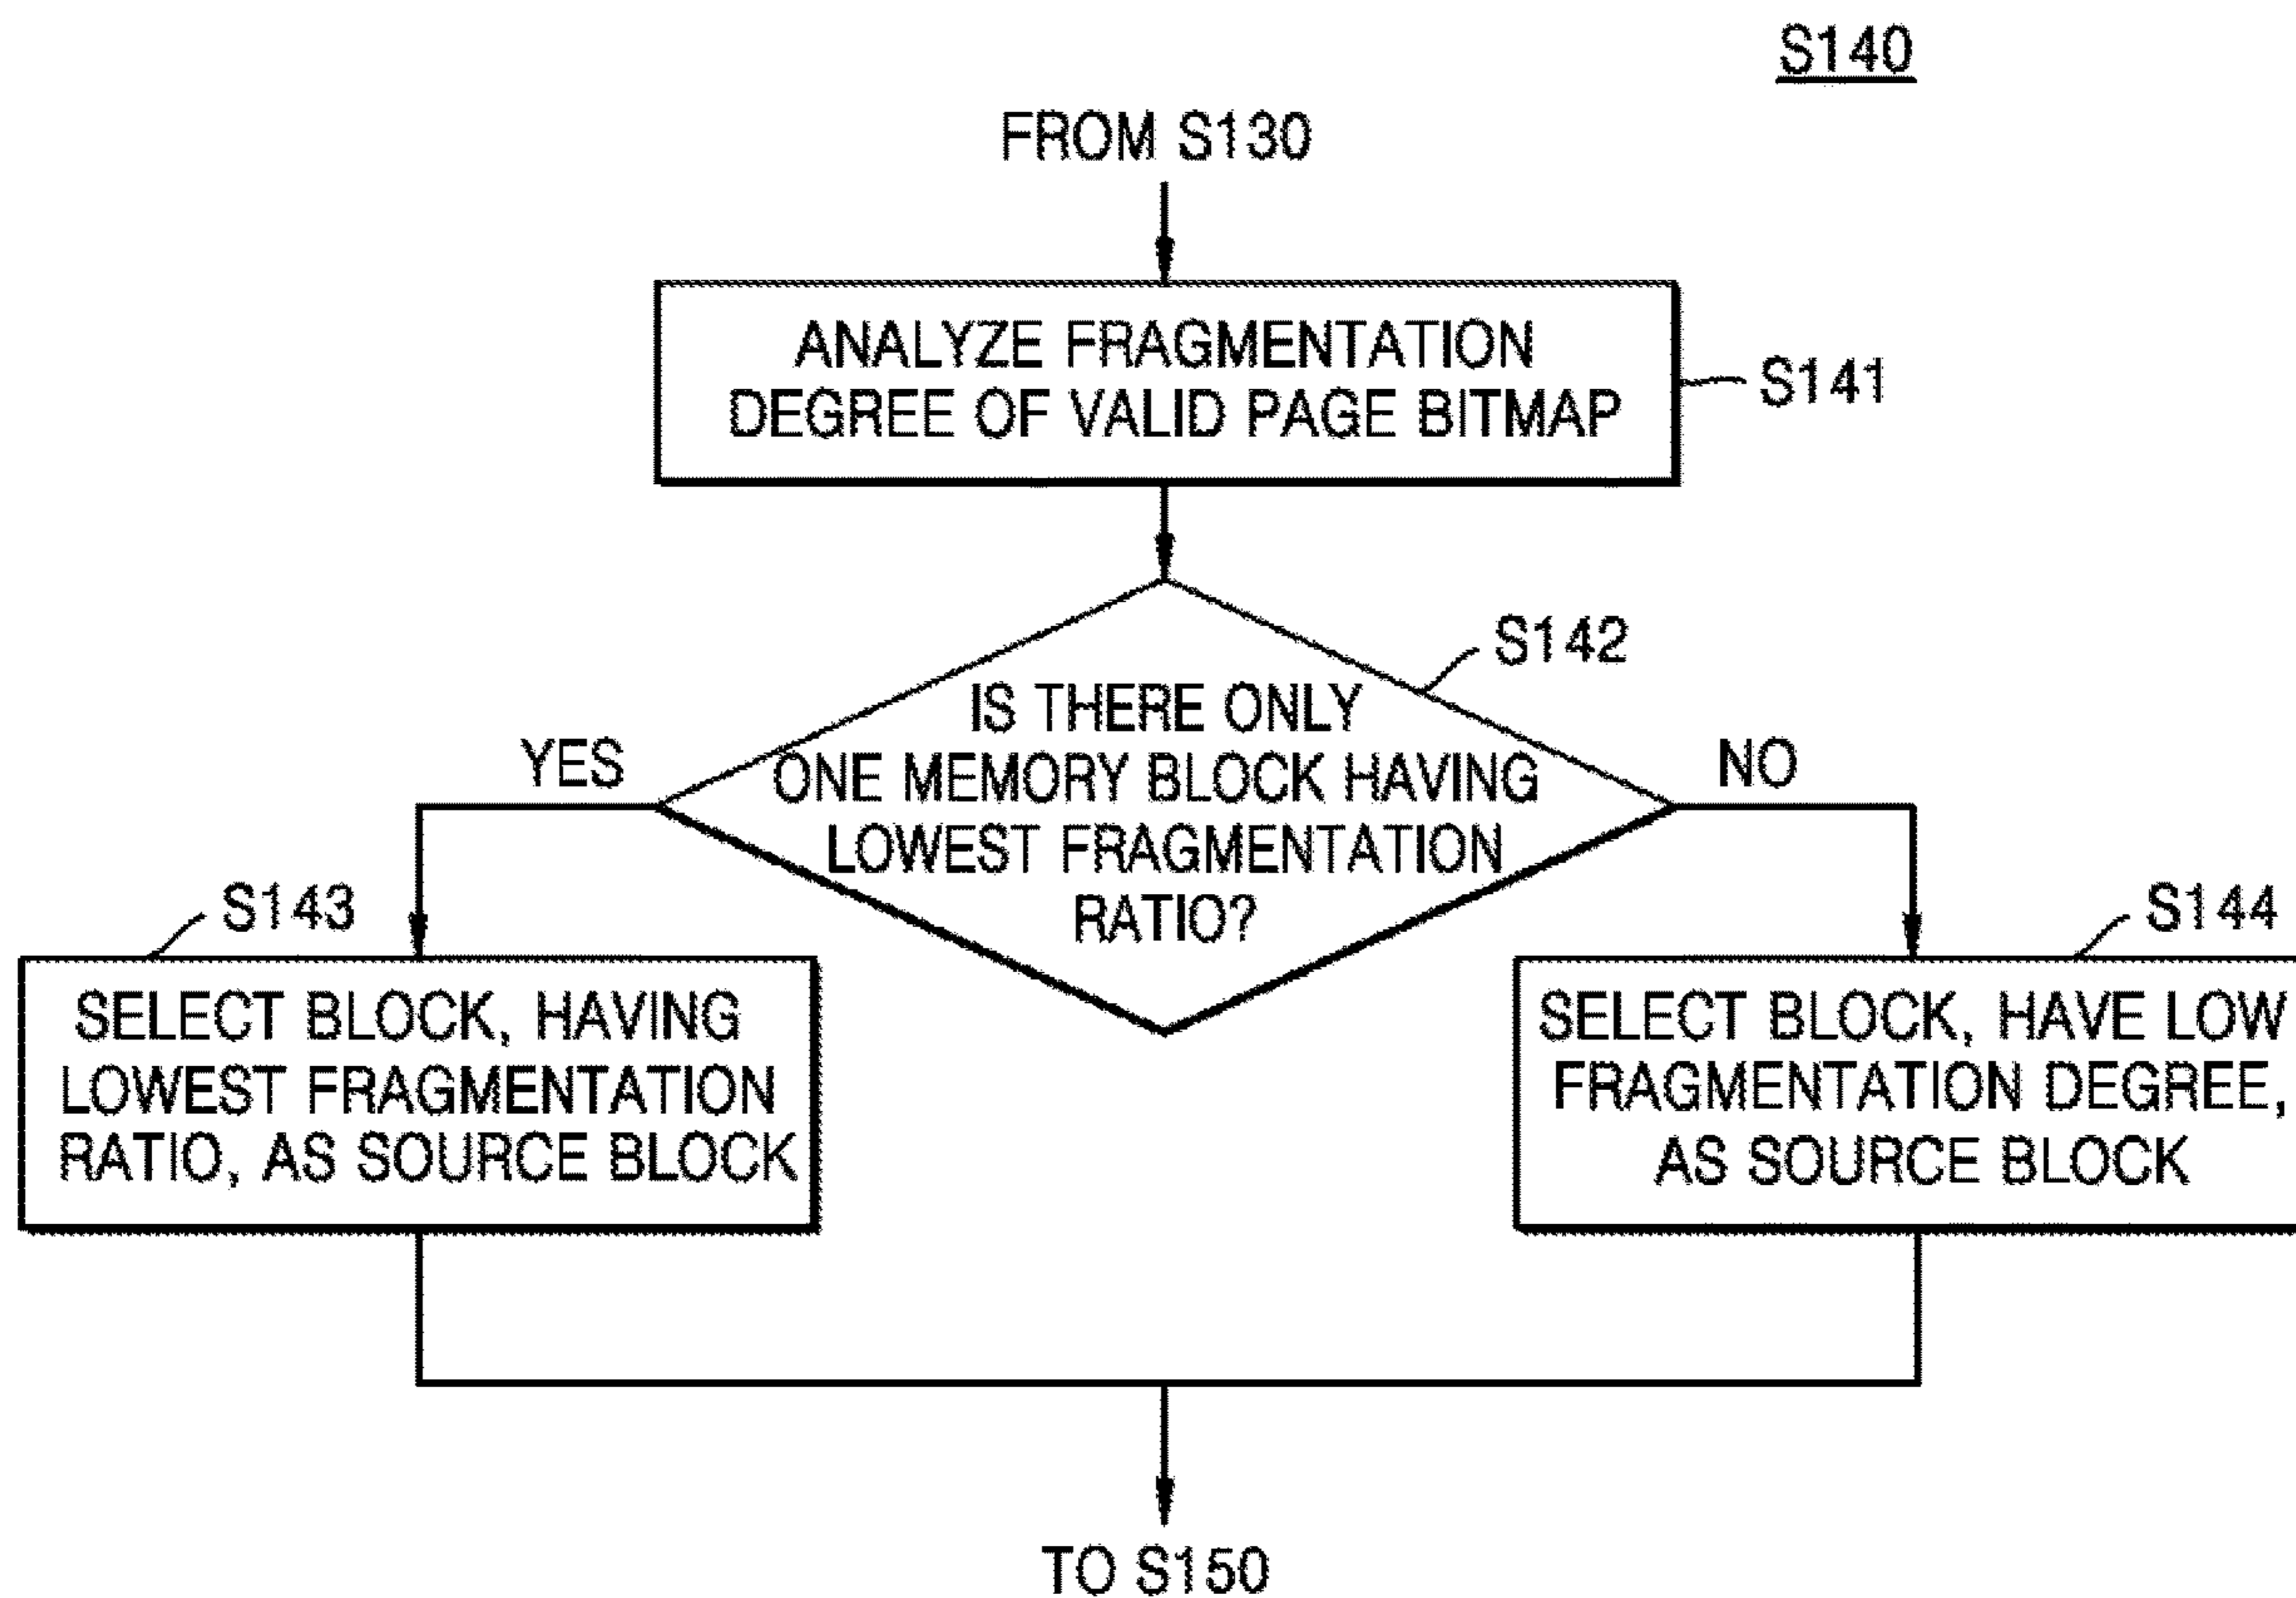 S140
FROM S130
ANALYZE FRAGMENTATION
DEGREE OF VALID PAGE BITMAP
S141
S142
IS THERE ONLY
ONE MEMORY BLOCK HAVING
LOWEST FRAGMENTATION
RATIO?
YES
NO
S143
SELECT BLOCK, HAVING
LOWEST FRAGMENTATION
RATIO, AS SOURCE BLOCK
S144
SELECT BLOCK, HAVE LOW
FRAGMENTATION DEGREE,
AS SOURCE BLOCK
TO S150